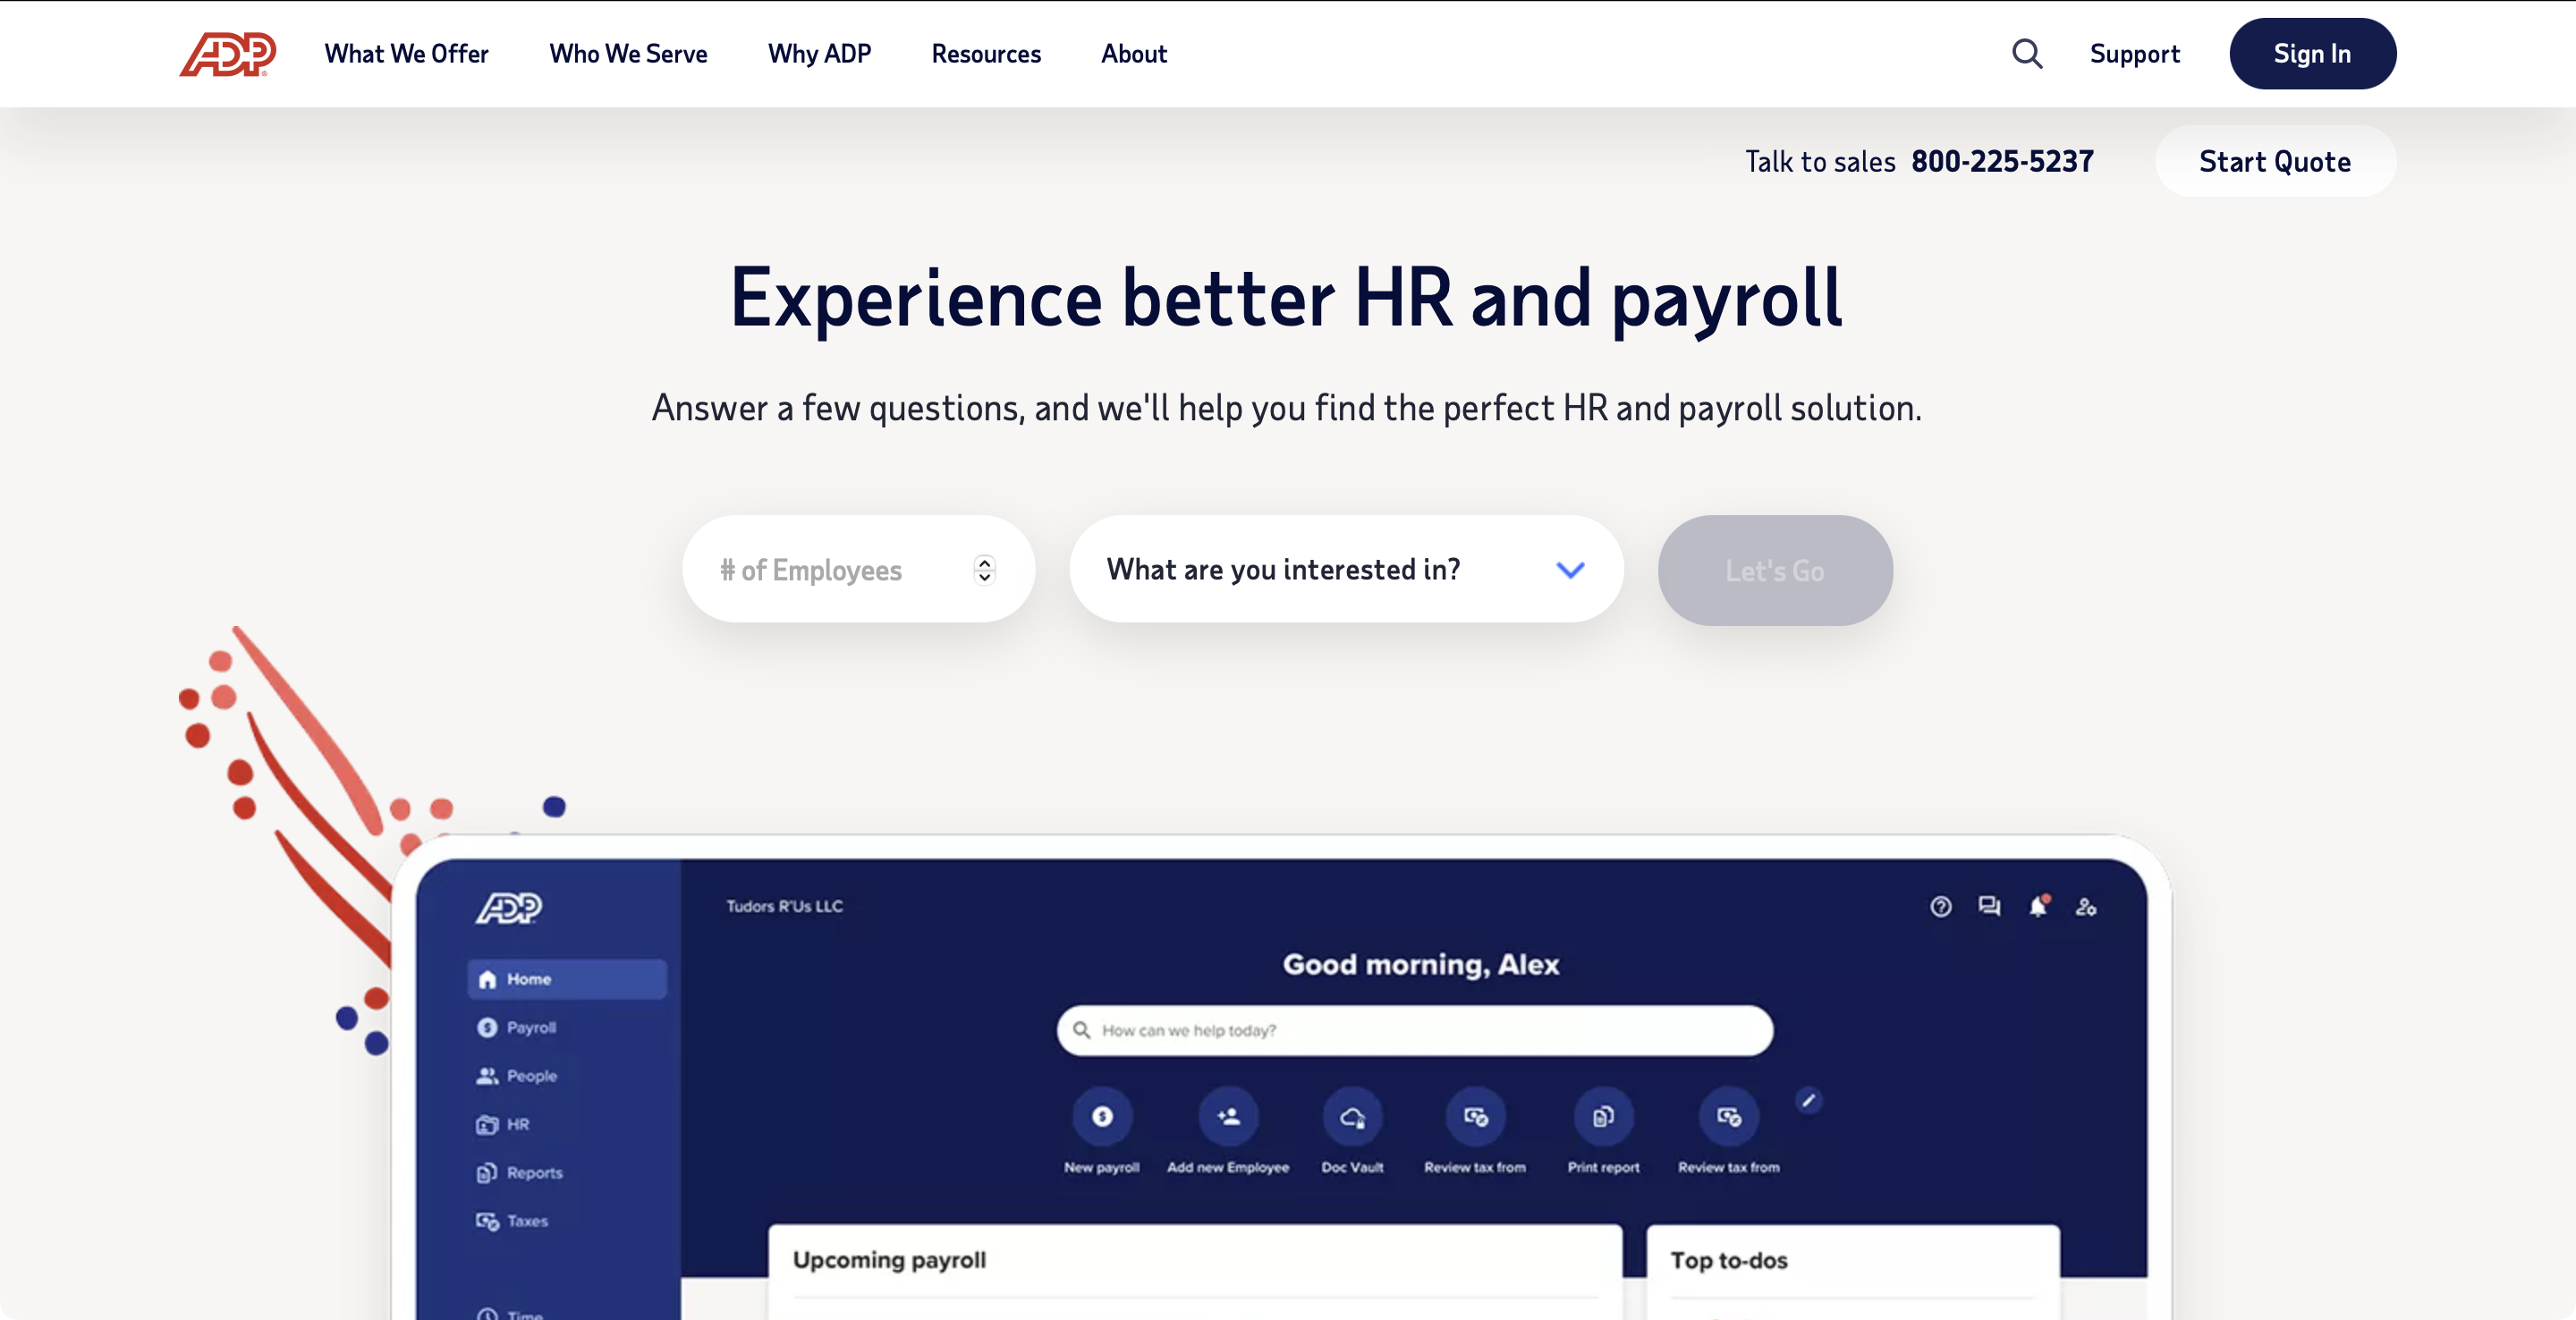 ADP What We Offer Who We Serve Why ADP Resources About Support Sign In
Talk to sales 800-225-5237 Start Quote
Experience better HR and payroll
Answer a few questions, and we'll help you find the perfect HR and payroll solution.
# of Employees What are you interested in? Let's Go
ADP Tudors R'Us LLC
Good morning, Alex
Home
How can we help today?
Payroll
People
HR
Reports
Taxes
Time
New payroll Add new Employee Doc Vault Review tax from Print report Review tax from
Upcoming payroll Top to-dos